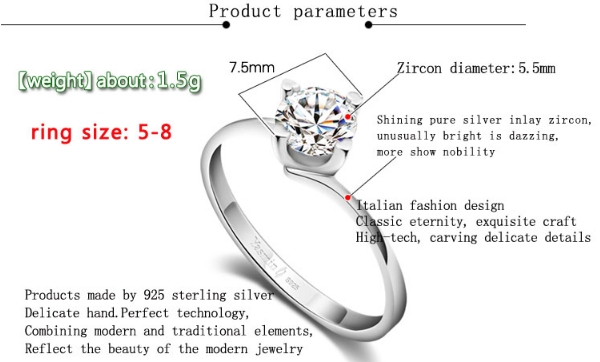 Product parameters
7.5mm
Zircon diameter:5.5mm
[weight] about:1.5g
Shining pure silver inlay zircon,
unusually bright is dazzing,
more show nobility
ring size: 5-8
Italian fashion design
Classic eternity, exquisite craft
High-tech, carving delicate details
Products made by 925 sterling silver
Delicate hand.Perfect technology,
Combining modern and traditional elements,
Reflect the beauty of the modern jewelry